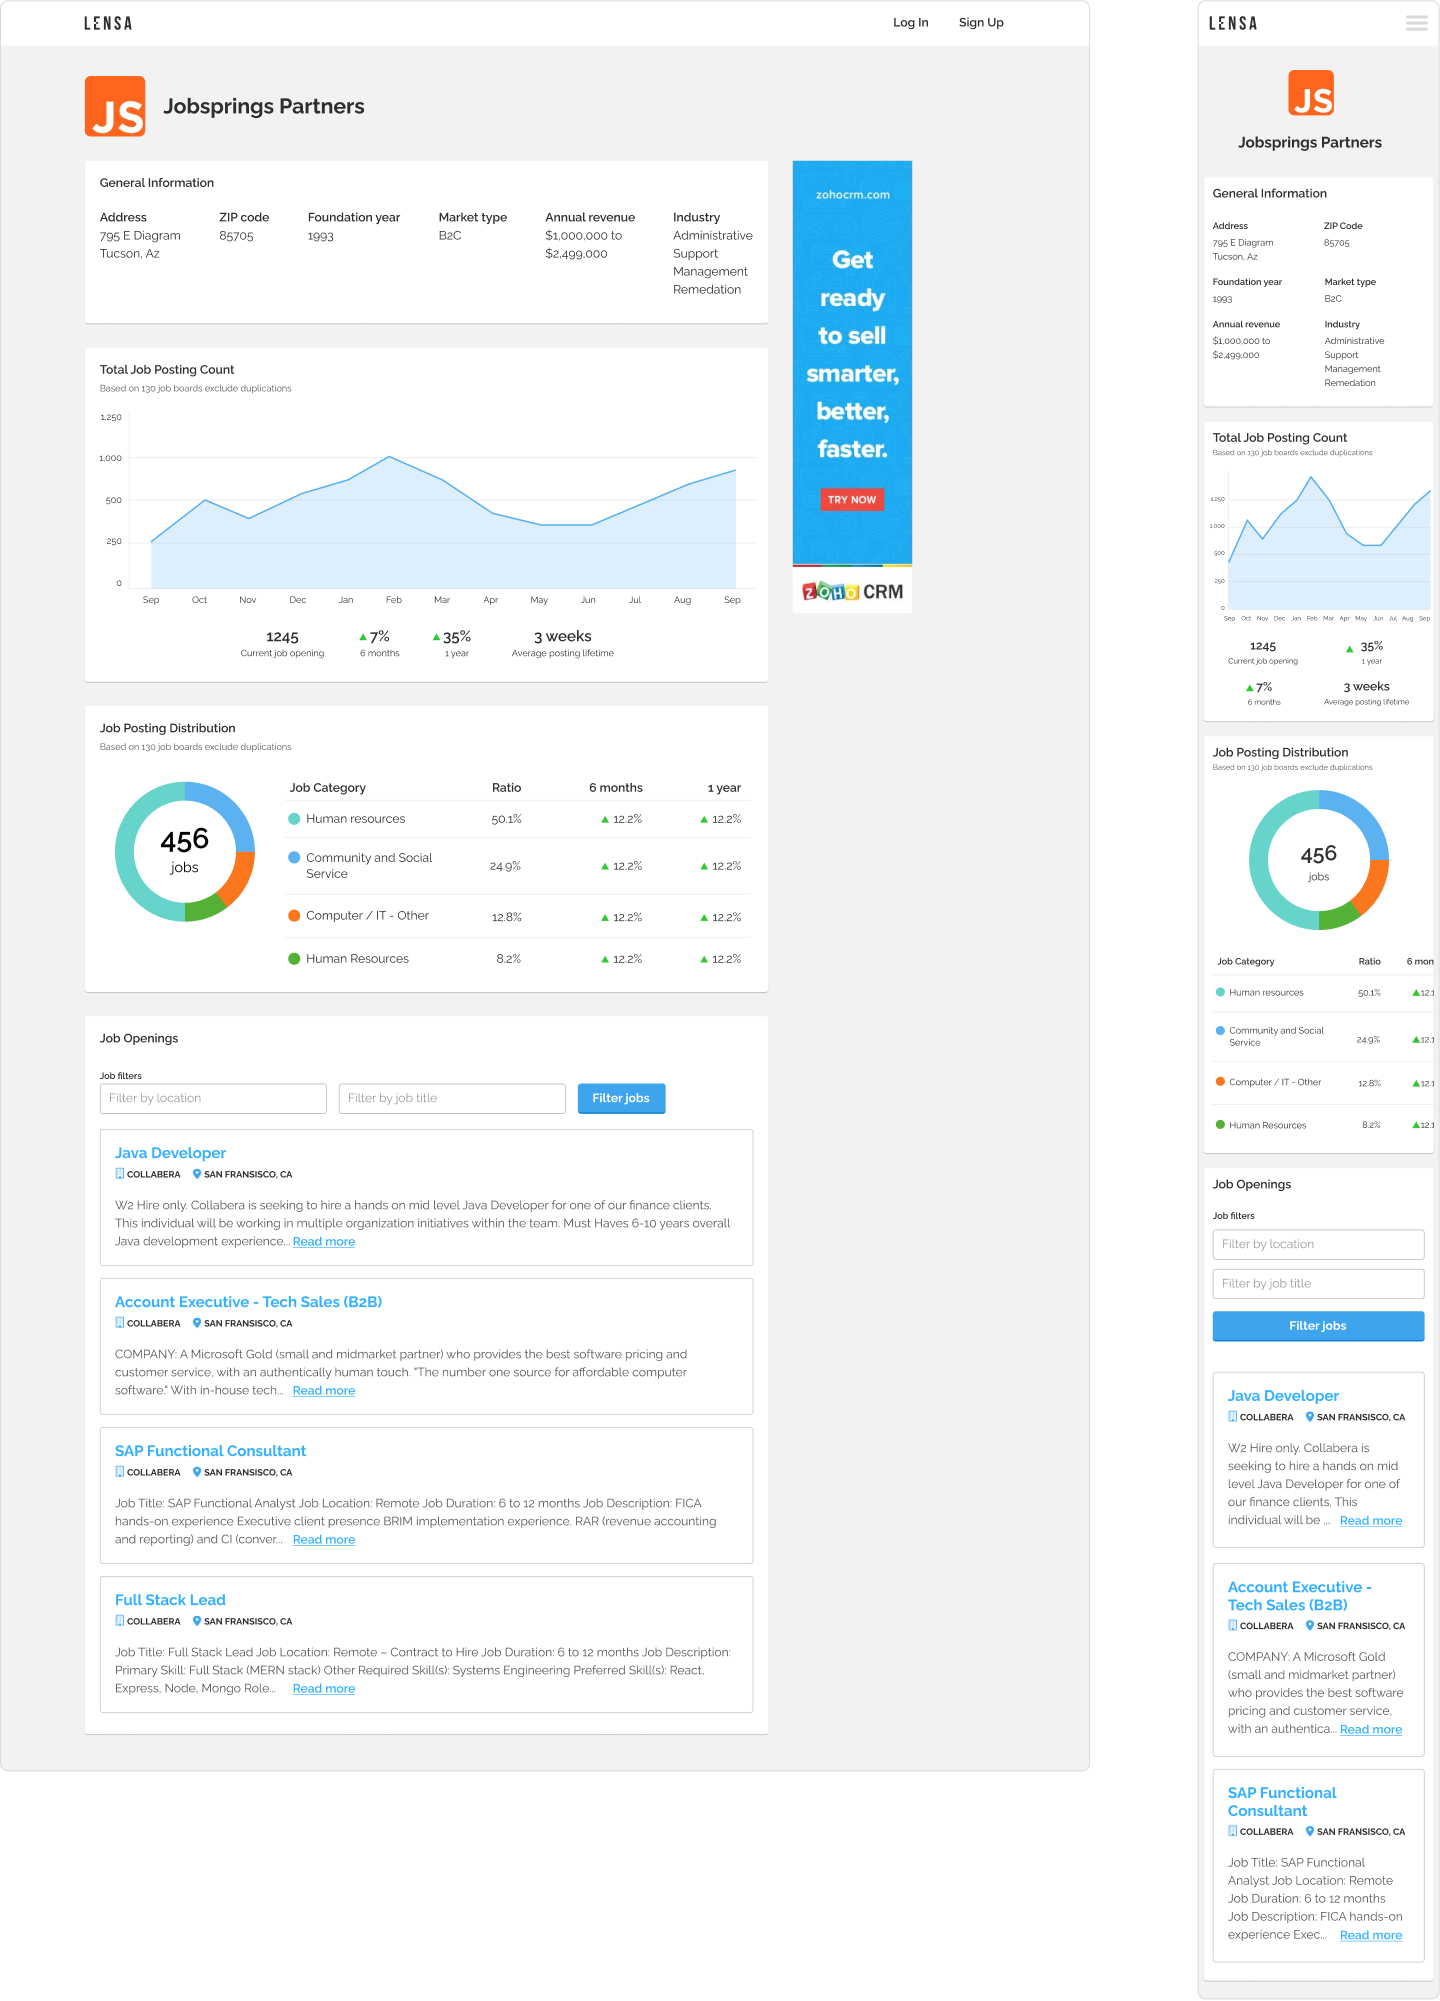 LENSA
Log In Sign Up
JS
Jobsprings Partners
General Information
Address ZIP code Foundation year Market type Annual revenue Industry
795 E Diagram 85705 1993 B2C $1,000,000 to Administrative
Tucson, Az $2,499,000 Support
Management
Remedation
zohocrm.com
Get
ready
to sell
smarter,
better,
faster.
TRY NOW
ZOHO CRM
Total Job Posting Count
Based on 130 job boards exclude duplications
1,250
1,000
500
250
0
Sep Oct Nov Dec Jan Feb Mar Apr May Jun Jul Aug Sep
1245 7% 35% 3 weeks
Current job opening 6 months 1 year Average posting lifetime
Job Posting Distribution
Based on 130 job boards exclude duplications
456
jobs
Job Category Ratio 6 months 1 year
Human resources 50.1% 12.2% 12.2%
Community and Social
Service 24.9% 12.2% 12.2%
Computer / IT - Other 12.8% 12.2% 12.2%
Human Resources 8.2% 12.2% 12.2%
Job Openings
Job filters
Filter by location Filter by job title Filter jobs
Java Developer
COLLABERA SAN FRANSISCO, CA
W2 Hire only. Collabera is seeking to hire a hands on mid level Java Developer for one of our finance clients.
This individual will be working in multiple organization initiatives within the team. Must Haves 6-10 years overall
Java development experience... Read more
Account Executive - Tech Sales (B2B)
COLLABERA SAN FRANSISCO, CA
COMPANY: A Microsoft Gold (small and midmarket partner) who provides the best software pricing and
customer service, with an authentically human touch. "The number one source for affordable computer
software." With in-house tech... Read more
SAP Functional Consultant
COLLABERA SAN FRANSISCO, CA
Job Title: SAP Functional Analyst Job Location: Remote Job Duration: 6 to 12 months Job Description: FICA
hands-on experience Executive client presence BRIM implementation experience. RAR (revenue accounting
and reporting) and CI (conver... Read more
Full Stack Lead
COLLABERA SAN FRANSISCO, CA
Job Title: Full Stack Lead Job Location: Remote – Contract to Hire Job Duration: 6 to 12 months Job Description:
Primary Skill: Full Stack (MERN stack) Other Required Skill(s): Systems Engineering Preferred Skill(s): React,
Express, Node, Mongo Role... Read more
LENSA
JS
Jobsprings Partners
General Information
Address ZIP Code
795 E Diagram 85705
Tucson, Az
Foundation year Market type
1993 B2C
Annual revenue Industry
$1,000,000 to Administrative
$2,499,000 Support
Management
Remedation
Total Job Posting Count
Based on 130 job boards exclude duplications
1,250
1,000
500
250
0
Sep Oct Nov Dec Jan Feb Mar Apr May Jun Jul Aug Sep
1245 35%
Current job opening 1 year
7% 3 weeks
6 months Average posting lifetime
Job Posting Distribution
Based on 130 job boards exclude duplications
456
jobs
Job Category Ratio 6 mon
Human resources 50.1% 12.1
Community and Social
Service 24.9% 12.1
Computer / IT - Other 12.8% 12.1
Human Resources 8.2% 12.1
Job Openings
Job filters
Filter by location
Filter by job title
Filter jobs
Java Developer
COLLABERA SAN FRANSISCO, CA
W2 Hire only. Collabera is
seeking to hire a hands on mid
level Java Developer for one of
our finance clients. This
individual will be ... Read more
Account Executive -
Tech Sales (B2B)
COLLABERA SAN FRANSISCO, CA
COMPANY: A Microsoft Gold
(small and midmarket partner)
who provides the best software
pricing and customer service,
with an authentica... Read more
SAP Functional
Consultant
COLLABERA SAN FRANSISCO, CA
Job Title: SAP Functional
Analyst Job Location: Remote
Job Duration: 6 to 12 months
Job Description: FICA hands-on
experience Exec... Read more